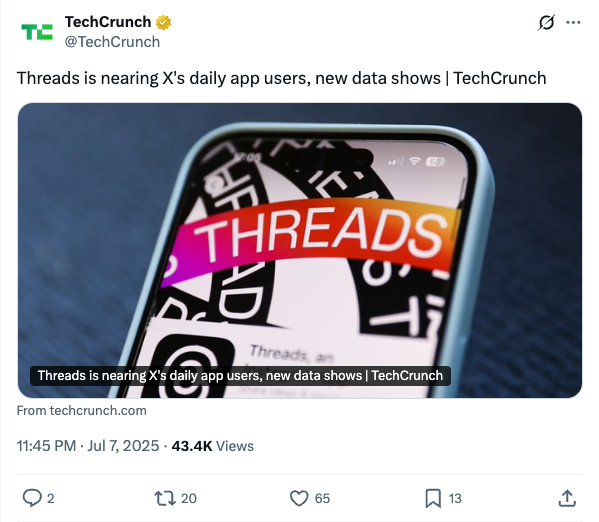 TechCrunch
@TechCrunch
Threads is nearing X's daily app users, new data shows | TechCrunch
THREADS
Threads, an
Threads is nearing X's daily app users, new data shows | TechCrunch
From techcrunch.com
11:45 PM · Jul 7, 2025 · 43.4K Views
2
20
65
13